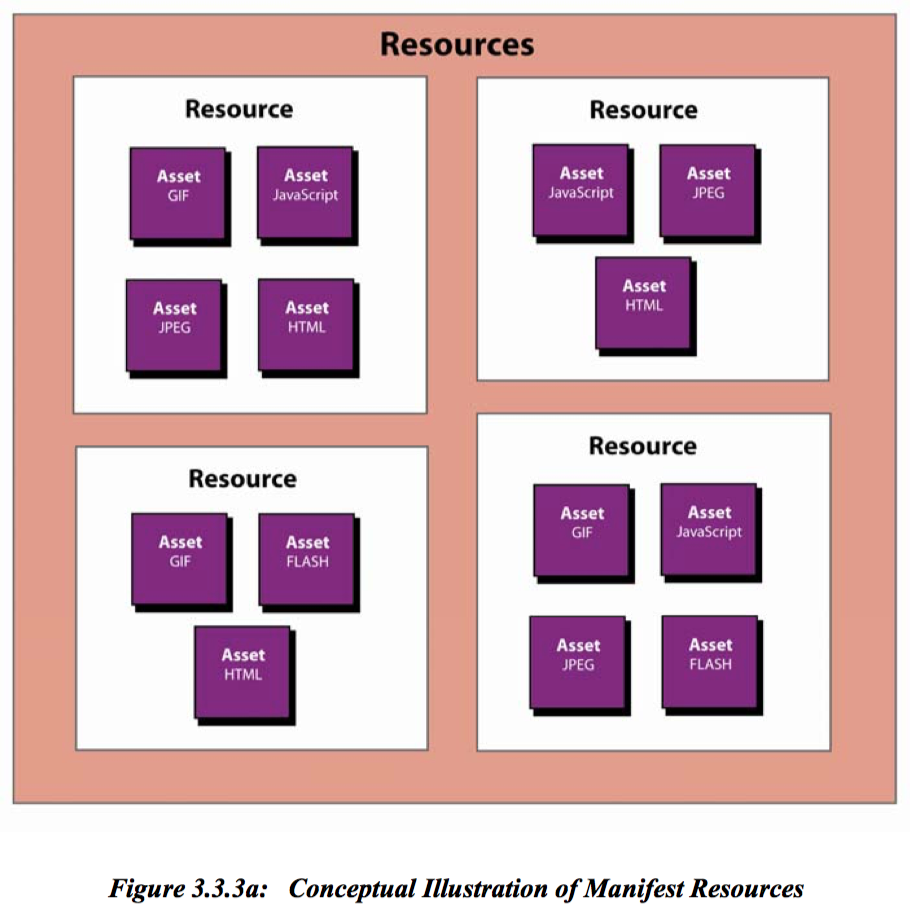 Resources
Resource
Asset
GIF
Asset
JavaScript
Asset
JPEG
Asset
HTML
Resource
Asset
JavaScript
Asset
JPEG
Asset
HTML
Resource
Asset
GIF
Asset
FLASH
Asset
HTML
Resource
Asset
GIF
Asset
JavaScript
Asset
JPEG
Asset
FLASH
Figure 3.3.3a: Conceptual Illustration of Manifest Resources